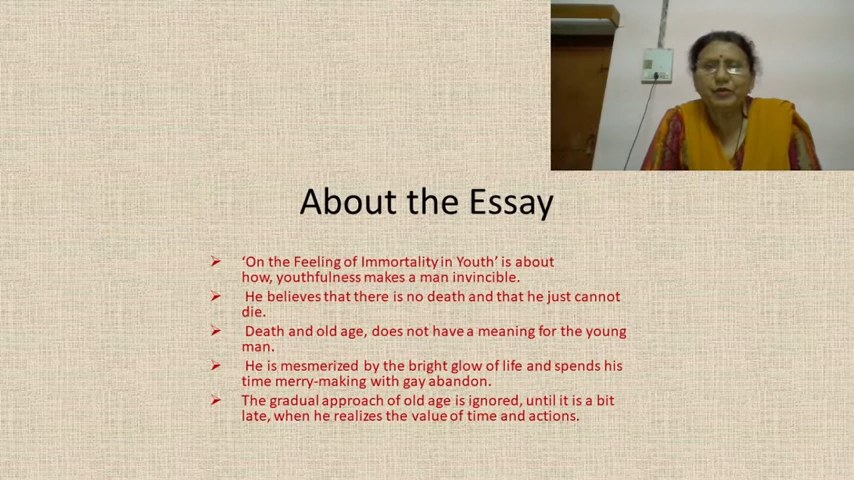 About the Essay
➢ ‘On the Feeling of Immortality in Youth’ is about
how, youthfulness makes a man invincible.
➢ He believes that there is no death and that he just cannot
die.
➢ Death and old age, does not have a meaning for the young
man.
➢ He is mesmerized by the bright glow of life and spends his
time merry-making with gay abandon.
➢ The gradual approach of old age is ignored, until it is a bit
late, when he realizes the value of time and actions.